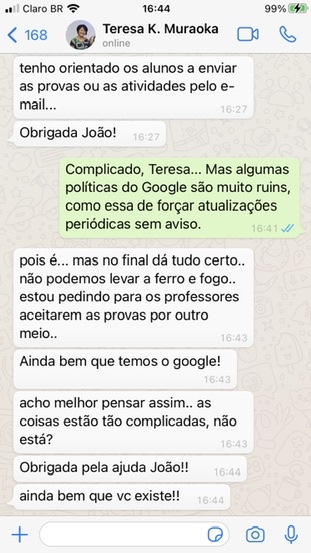 Claro BR 16:44 99%
168 Teresa K. Muraoka
online
tenho orientado os alunos a enviar
as provas ou as atividades pelo e-
mail... 16:27
Obrigada João! 16:27
Complicado, Teresa... Mas algumas
políticas do Google são muito ruins,
como essa de forçar atualizações
periódicas sem aviso. 16:41
pois é... mas no final dá tudo certo..
não podemos levar a ferro e fogo..
estou pedindo para os professores
aceitarem as provas por outro
meio.. 16:43
Ainda bem que temos o google!
16:43
acho melhor pensar assim.. as
coisas estão tão complicadas, não
está? 16:43
Obrigada pela ajuda João!! 16:44
ainda bem que vc existe!! 16:44